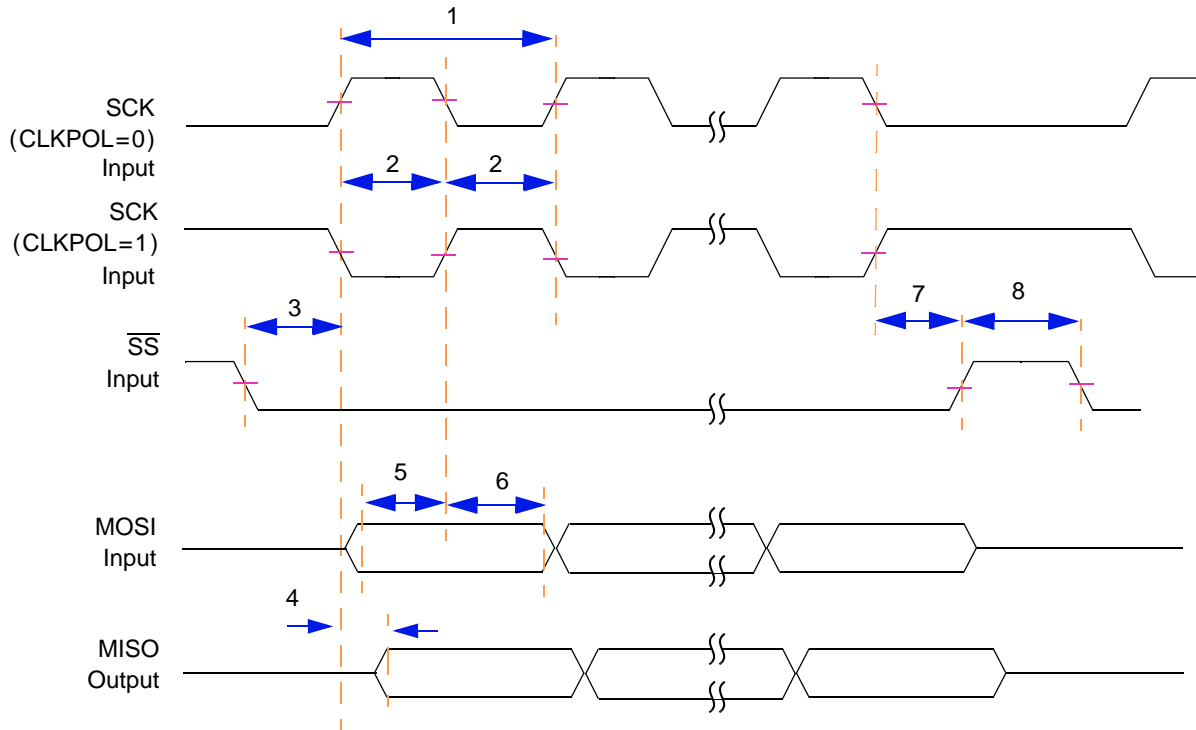 1
SCK
(CLKPOL=0)
Input
2 2
SCK
(CLKPOL=1)
Input
3 7 8
SS
Input
5 6
MOSI
Input
4
MISO
Output